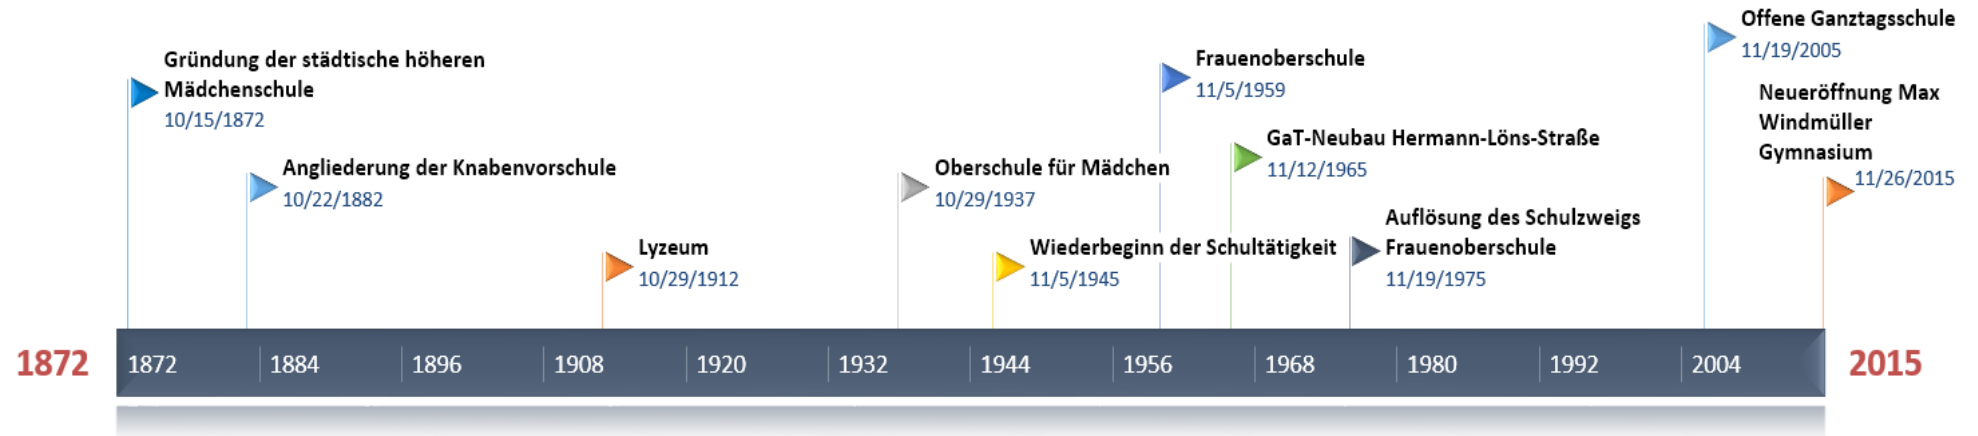 Gründung der städtische höheren
Mädchenschule
10/15/1872
Angliederung der Knabenvorschule
10/22/1882
Lyzeum
10/29/1912
Oberschule für Mädchen
10/29/1937
Wiederbeginn der Schultätigkeit
11/5/1945
Frauenoberschule
11/5/1959
GaT-Neubau Hermann-Löns-Straße
11/12/1965
Auflösung des Schulzweigs
Frauenoberschule
11/19/1975
Offene Ganztagsschule
11/19/2005
Neueröffnung Max
Windmüller
Gymnasium
11/26/2015
1872
1872
1884
1896
1908
1920
1932
1944
1956
1968
1980
1992
2004
2015